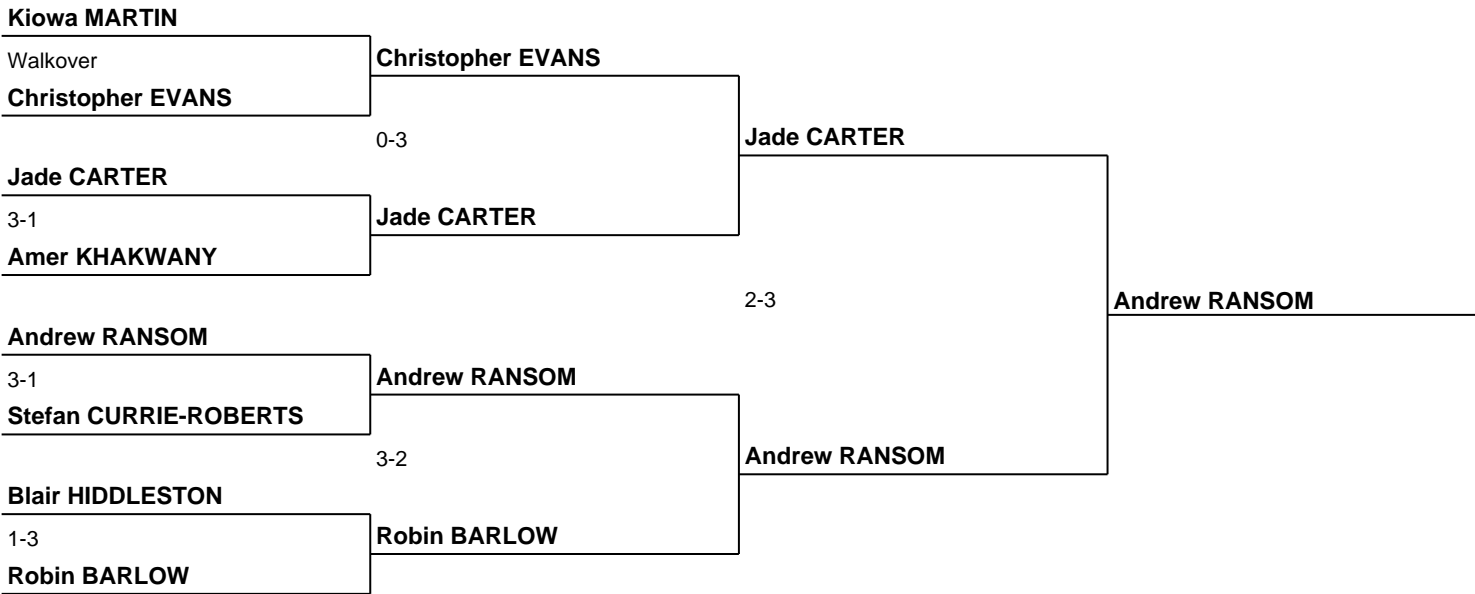 Kiowa MARTIN
Walkover
Christopher EVANS
Christopher EVANS
0-3
Jade CARTER
Jade CARTER
3-1
Jade CARTER
Amer KHAKWANY
2-3
Andrew RANSOM
Andrew RANSOM
3-1
Andrew RANSOM
Stefan CURRIE-ROBERTS
3-2
Andrew RANSOM
Blair HIDDLESTON
1-3
Robin BARLOW
Robin BARLOW